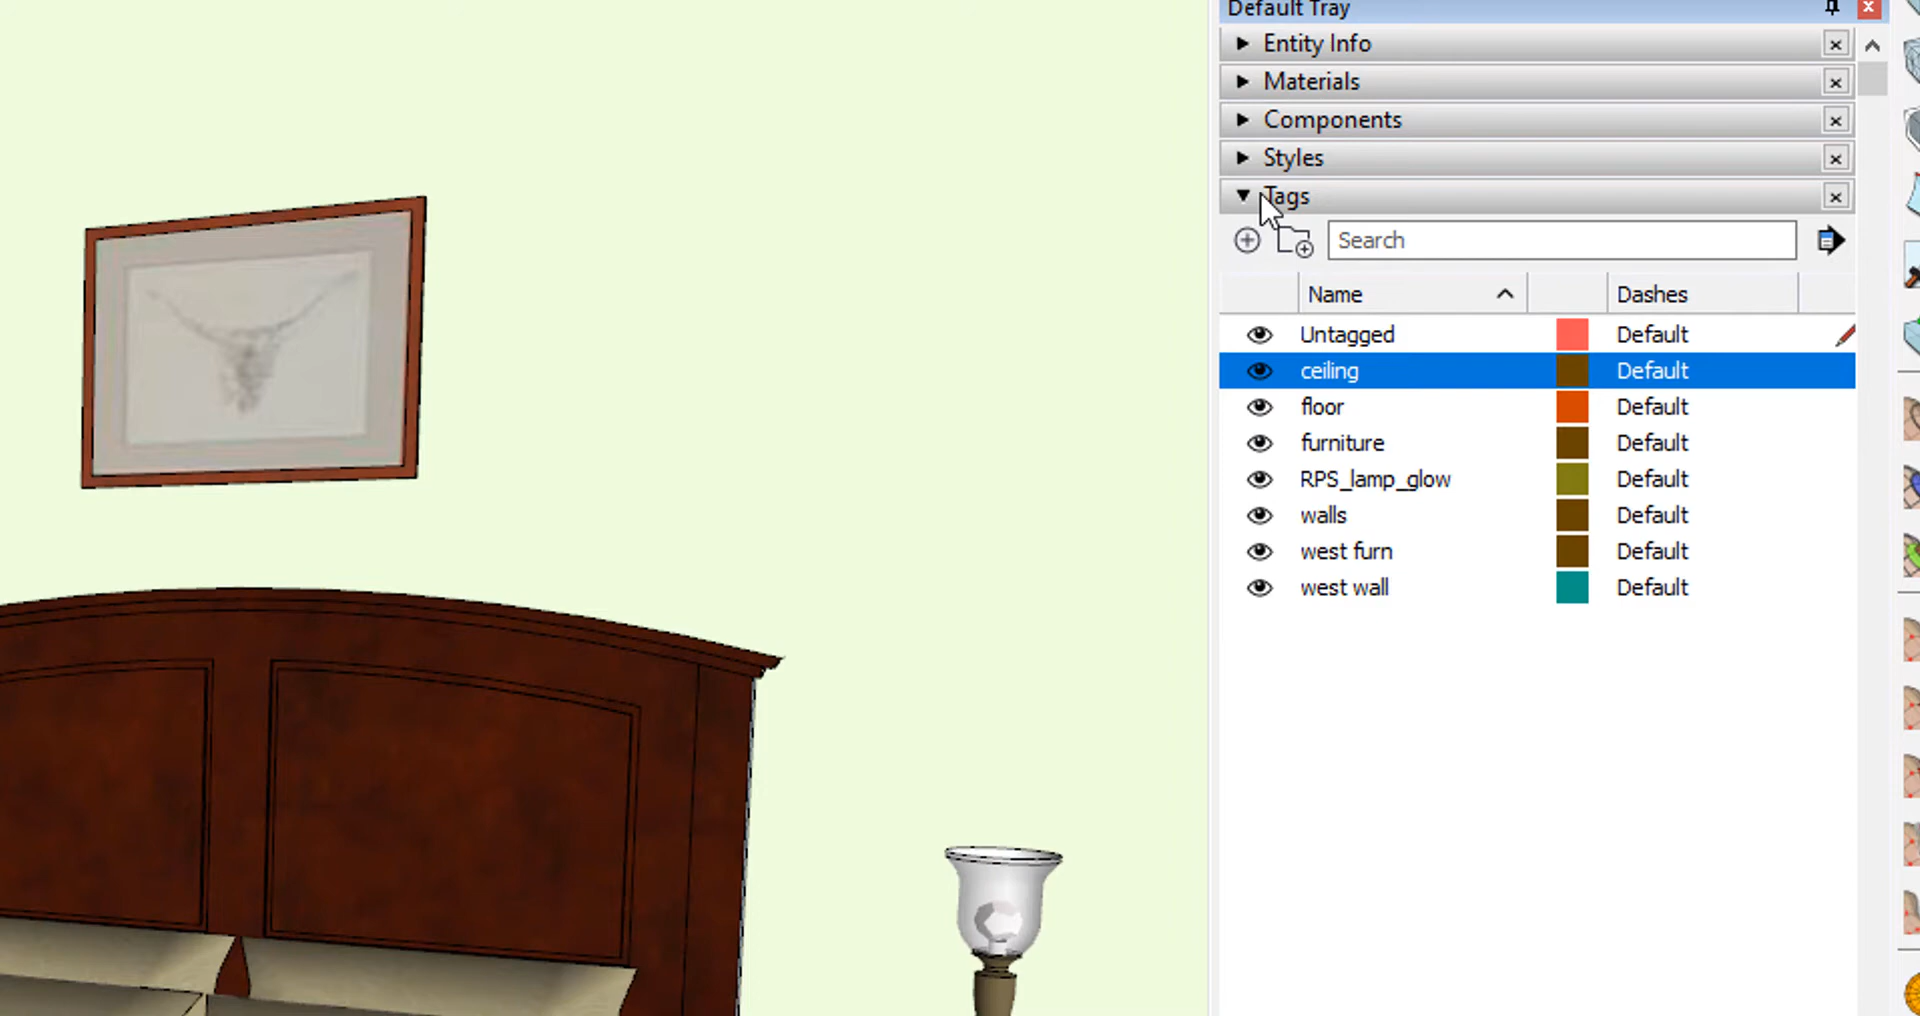 Default Tray
Entity Info
Materials
Components
Styles
Tags
Search
Name Dashes
Untagged Default
ceiling Default
floor Default
furniture Default
RPS_lamp_glow Default
walls Default
west furn Default
west wall Default